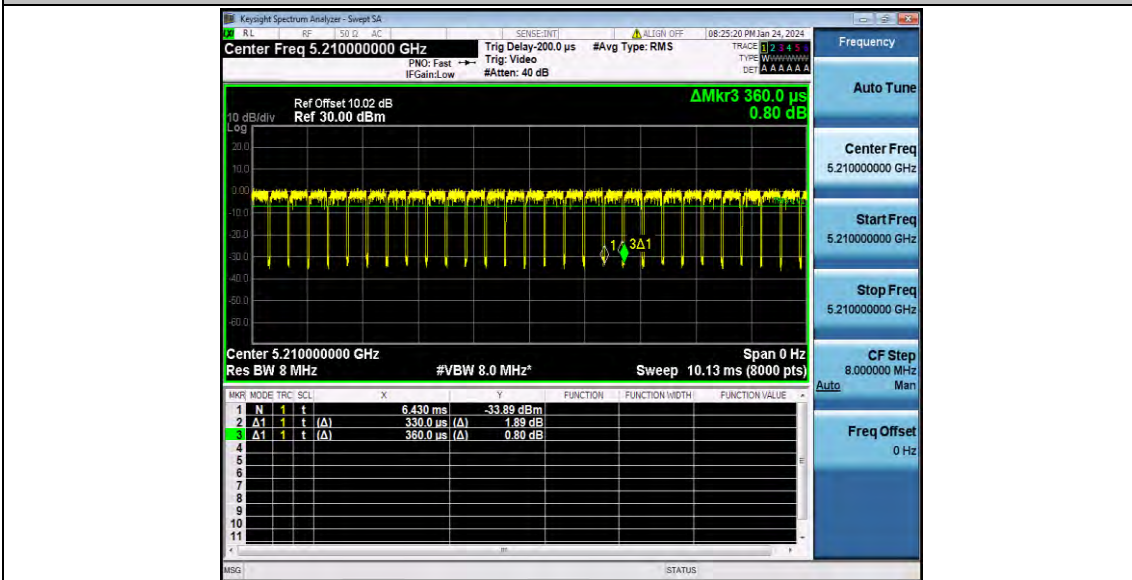 Keysight Spectrum Analyzer - Swept SA
RL RF 50 Ω AC SENSE:INT ALIGN OFF 08:25:20 PM Jan 24, 2024
Center Freq 5.210000000 GHz
PNO: Fast
IFGain:Low
Trig Delay-200.0 µs
Trig: Video
#Atten: 40 dB
#Avg Type: RMS
TRACE 1 2 3 4 5 6
TYPE WWWWWW
DET A A A A A A
ΔMkr3 360.0 µs
0.80 dB
Ref Offset 10.02 dB
10 dB/div Ref 30.00 dBm
Log
20.0
10.0
0.00
-10.0
-20.0
-30.0
-40.0
-50.0
-60.0
1 3Δ1
Center 5.210000000 GHz Span 0 Hz
Res BW 8 MHz #VBW 8.0 MHz* Sweep 10.13 ms (8000 pts)
MKR MODE TRC SCL X Y FUNCTION FUNCTION WIDTH FUNCTION VALUE
1 N 1 t 6.430 ms -33.89 dBm
2 Δ1 1 t (Δ) 330.0 µs (Δ) 1.89 dB
3 Δ1 1 t (Δ) 360.0 µs (Δ) 0.80 dB
4
5
6
7
8
9
10
11
MSG STATUS
Frequency
Auto Tune
Center Freq
5.210000000 GHz
Start Freq
5.210000000 GHz
Stop Freq
5.210000000 GHz
CF Step
8.000000 MHz
Auto Man
Freq Offset
0 Hz